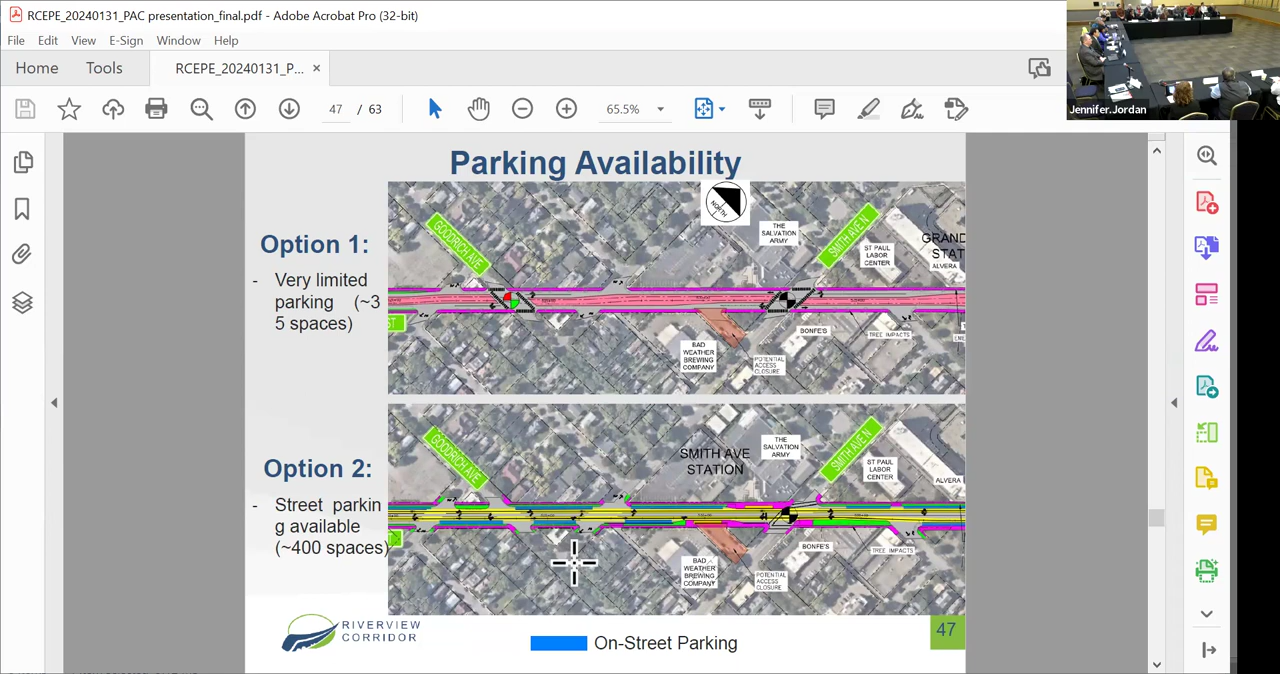 RCEPE_20240131_PAC presentation_final.pdf - Adobe Acrobat Pro (32-bit)
File Edit View E-Sign Window Help
Home Tools RCEPE_20240131_P... ×
47 / 63 65.5%
Jennifer.Jordan
Parking Availability
Option 1:
- Very limited
parking (~3
5 spaces)
NORTH
GOODRICH AVE
THE
SALVATION
ARMY
SMITH AVE N
ST PAUL
LABOR
CENTER
GRAND
STAT
ALVERA
ST
BAD
WEATHER
BREWING
COMPANY
POTENTIAL
ACCESS
CLOSURE
BONFE'S
TREE IMPACTS
Option 2:
- Street parkin
g available
(~400 spaces)
GOODRICH AVE
SMITH AVE
STATION
THE
SALVATION
ARMY
SMITH AVE N
ST PAUL
LABOR
CENTER
ALVERA
BAD
WEATHER
BREWING
COMPANY
POTENTIAL
ACCESS
CLOSURE
BONFE'S
TREE IMPACTS
RIVERVIEW
CORRIDOR
On-Street Parking
47